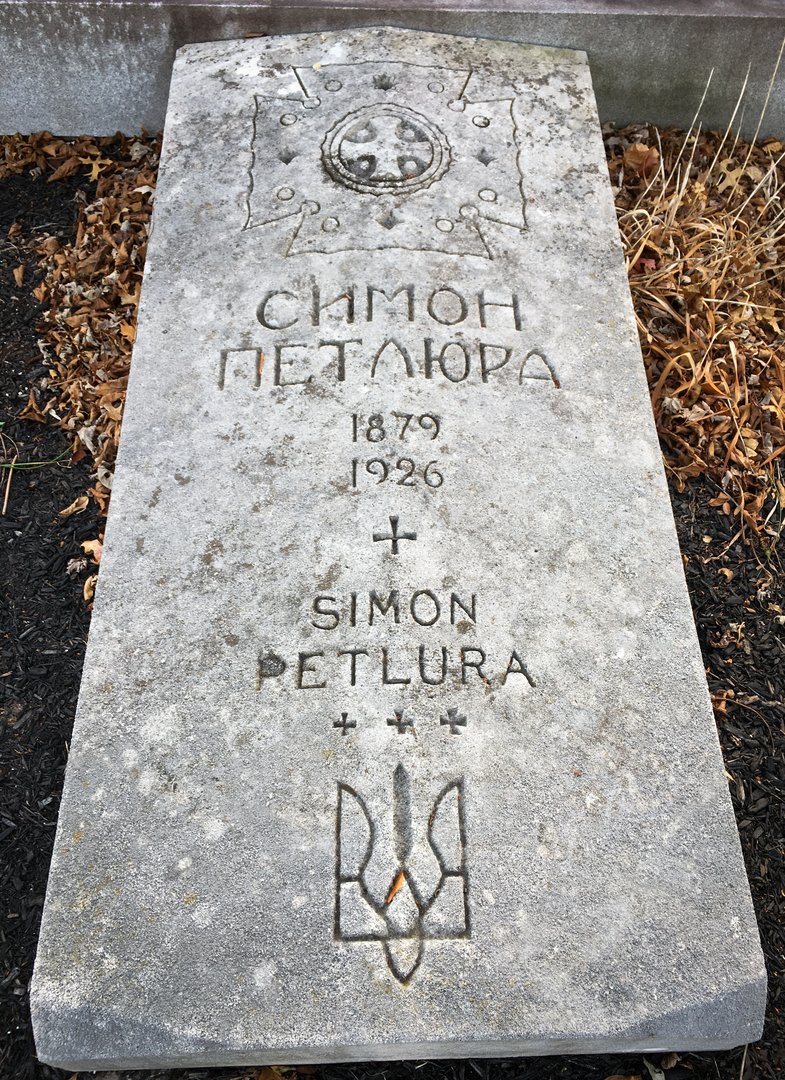 СИМОН
ПЕТЛЮРА
1879
1926
SIMON
PETLURA